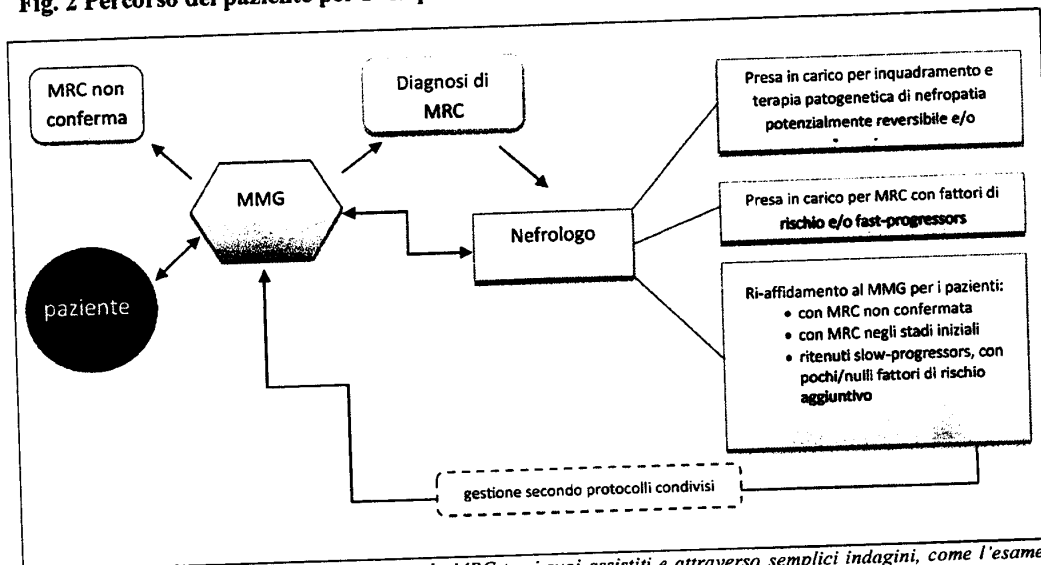 Fig. 2 Percorso del paziente per
MRC non
conferma
Diagnosi di
MRC
MMG
paziente
Nefrologo
Presa in carico per inquadramento e
terapia patogenetica di nefropatia
potenzialmente reversibile e/o
Presa in carico per MRC con fattori di
rischio e/o fast-progressors
Ri-affidamento al MMG per i pazienti:
• con MRC non confermata
• con MRC negli stadi iniziali
• ritenuti slow-progressors, con
pochi/nulli fattori di rischio
aggiuntivo
gestione secondo protocolli condivisi
MRC tra i suoi assistiti e attraverso semplici indagini, come l'esame